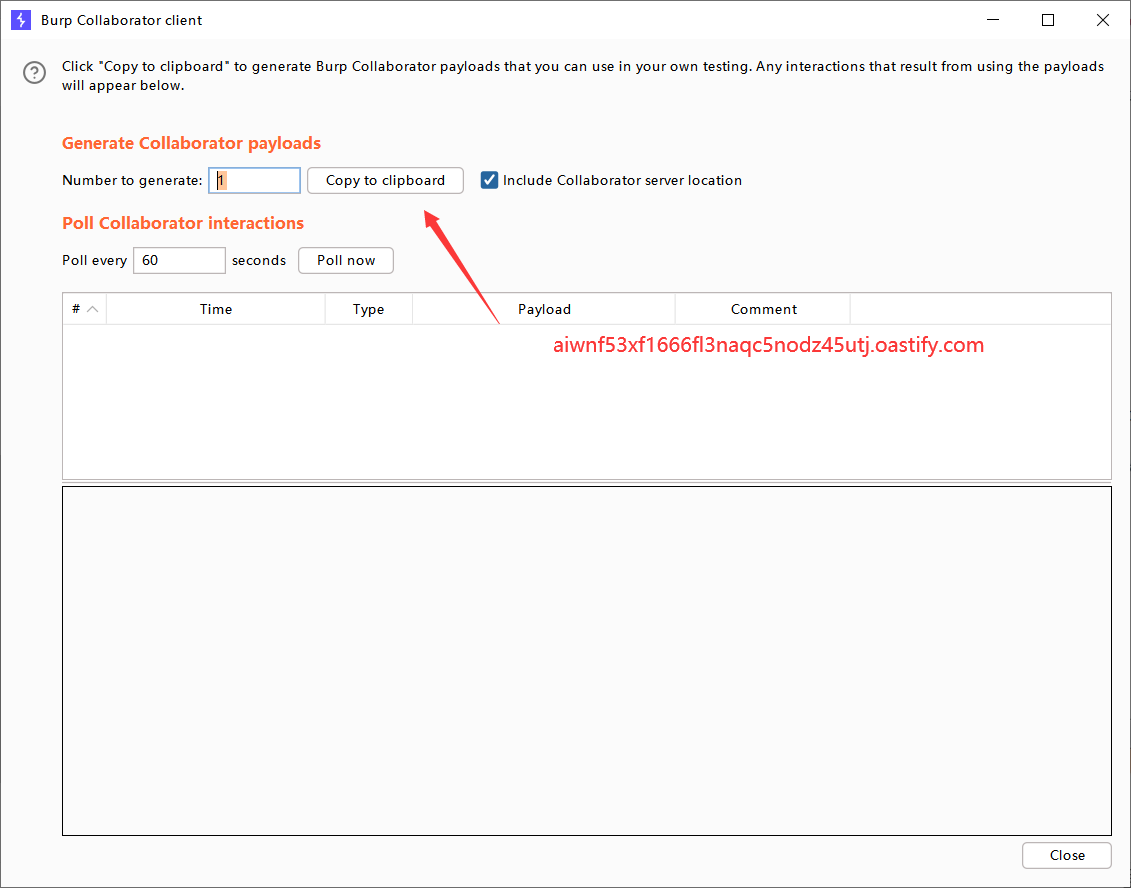 Burp Collaborator client
Click "Copy to clipboard" to generate Burp Collaborator payloads that you can use in your own testing. Any interactions that result from using the payloads
will appear below.
Generate Collaborator payloads
Number to generate: 1 Copy to clipboard Include Collaborator server location
Poll Collaborator interactions
Poll every 60 seconds Poll now
# Time Type Payload Comment
aiwnf53xf1666fl3naqc5nodz45utj.oastify.com
Close